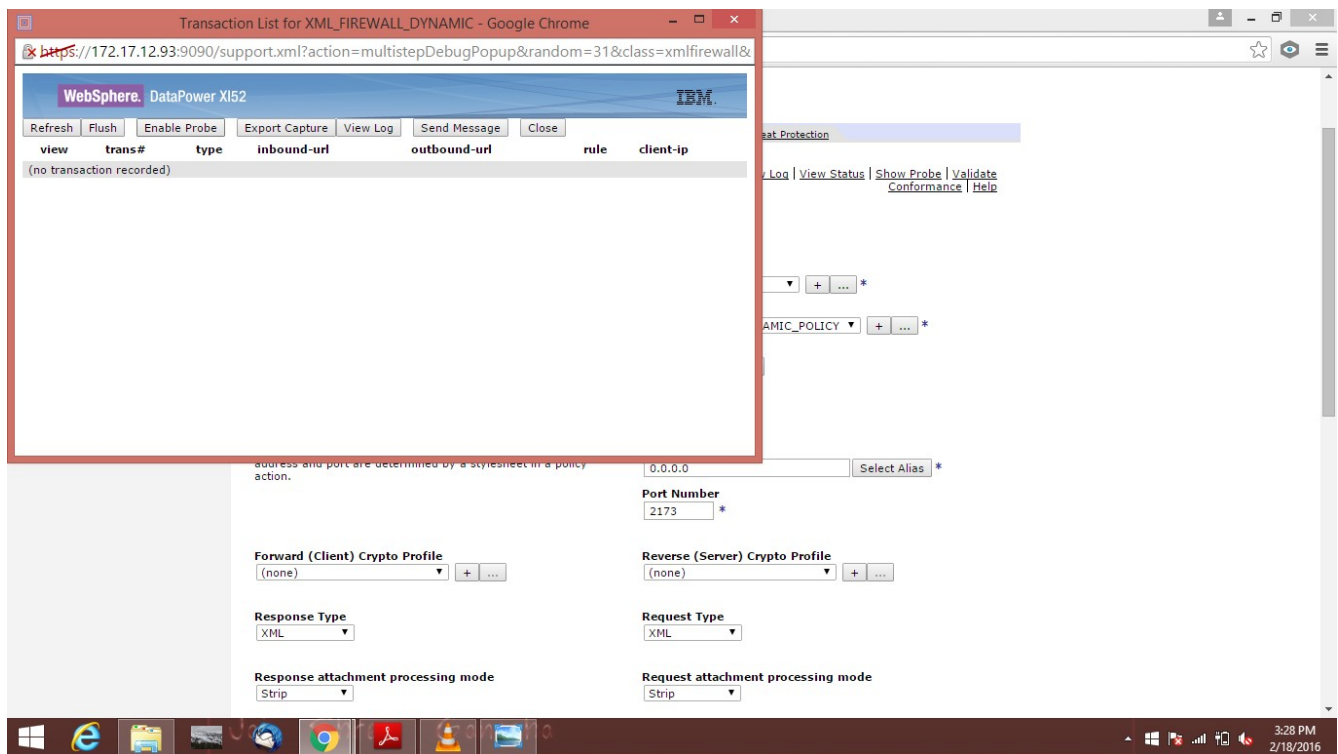 Transaction List for XML_FIREWALL_DYNAMIC - Google Chrome
https://172.17.12.93:9090/support.xml?action=multistepDebugPopup&random=31&class=xmlfirewall&
WebSphere. DataPower XI52
IBM.
Refresh Flush Enable Probe Export Capture View Log Send Message Close
view trans# type inbound-url outbound-url rule client-ip
(no transaction recorded)
eat Protection
Log | View Status | Show Probe | Validate
Conformance | Help
+ ... *
AMIC_POLICY + ... *
address and port are determined by a stylesheet in a policy
action.
0.0.0.0 Select Alias *
Port Number
2173 *
Forward (Client) Crypto Profile Reverse (Server) Crypto Profile
(none) + ... (none) + ...
Response Type Request Type
XML XML
Response attachment processing mode Request attachment processing mode
Strip Strip
3:28 PM
2/18/2016